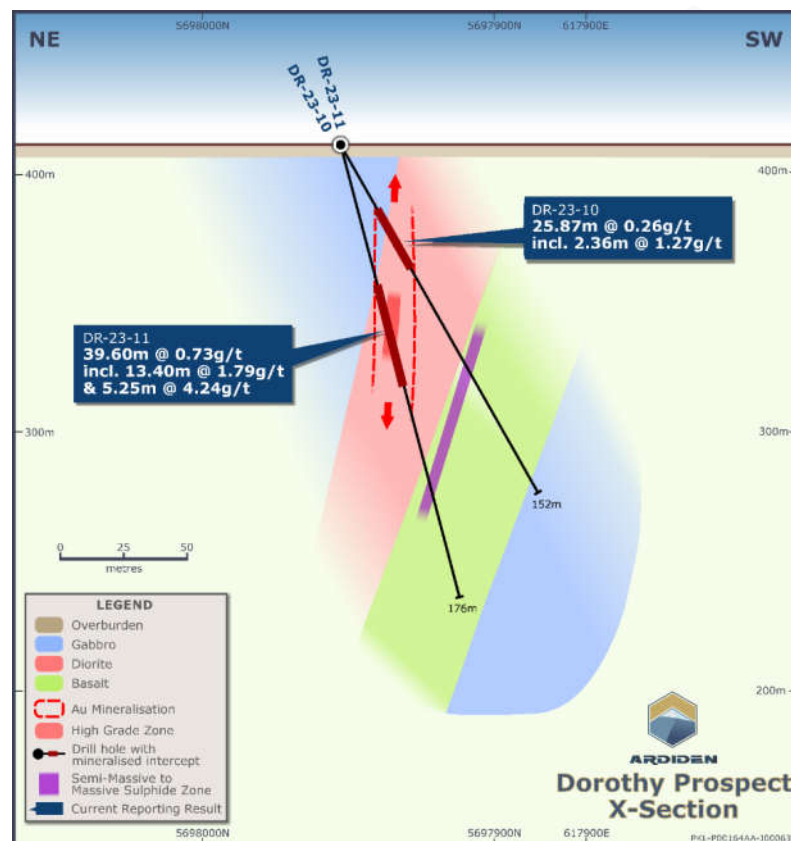 5698000N
5697900N
617900E
NE
SW
DR-23-11
DR-23-10
400m
400m
DR-23-10
25.87m @ 0.26g/t
incl. 2.36m @ 1.27g/t
DR-23-11
39.60m @ 0.73g/t
incl. 13.40m @ 1.79g/t
& 5.25m @ 4.24g/t
300m
300m
152m
0 25 50
metres
176m
LEGEND
Overburden
Gabbro
Diorite
Basalt
Au Mineralisation
High Grade Zone
Drill hole with
mineralised intercept
Semi-Massive to
Massive Sulphide Zone
Current Reporting Result
200m
ARDIDEN
Dorothy Prospect
X-Section
5698000N
5697900N
617900E